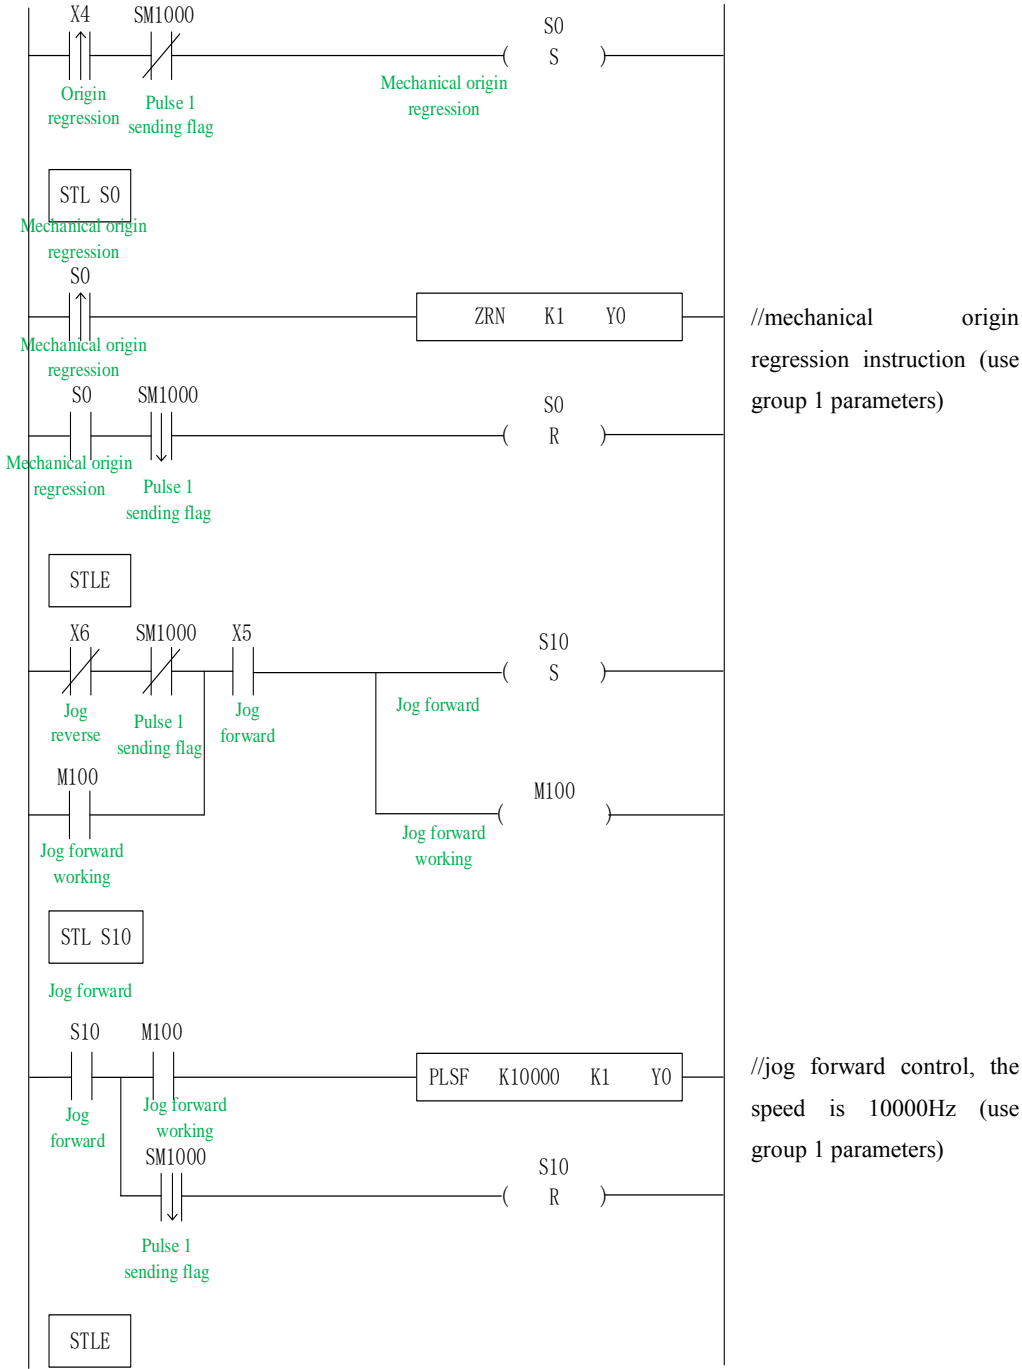 X4 SM1000
S0
( S )
Origin
regression
Pulse 1
sending flag
Mechanical origin
regression
STL S0
Mechanical origin
regression
S0
ZRN K1 Y0
//mechanical origin
regression instruction (use
group 1 parameters)
Mechanical origin
regression
S0 SM1000
S0
( R )
Mechanical origin
regression
Pulse 1
sending flag
STLE
X6 SM1000 X5
S10
( S )
Jog
reverse
Pulse 1
sending flag
Jog
forward
Jog forward
M100
M100
( )
Jog forward
working
Jog forward
working
STL S10
Jog forward
S10 M100
PLSF K10000 K1 Y0
//jog forward control, the
speed is 10000Hz (use
group 1 parameters)
Jog
forward
Jog forward
working
SM1000
S10
( R )
Pulse 1
sending flag
STLE